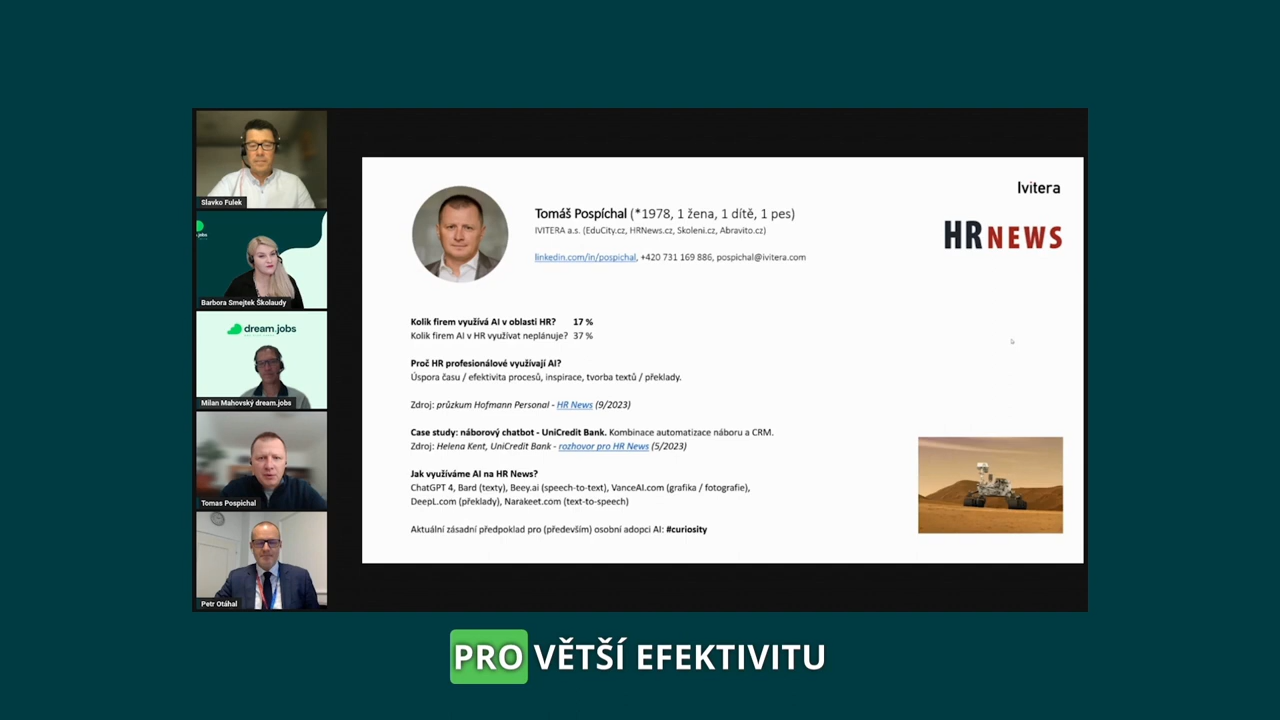 Slavko Fulek
.jobs
Barbora Smejtek Školaudy
dream.jobs
Milan Mahovský dream.jobs
Tomas Pospichal
Petr Otáhal
Ivitera
HR NEWS
Tomáš Pospíchal (*1978, 1 žena, 1 dítě, 1 pes)
IVITERA a.s. (EduCity.cz, HRNews.cz, Skoleni.cz, Abravito.cz)
linkedin.com/in/pospichal, +420 731 169 886, pospichal@ivitera.com
Kolik firem využívá AI v oblasti HR? 17 %
Kolik firem AI v HR využívat neplánuje? 37 %
Proč HR profesionálové využívají AI?
Úspora času / efektivita procesů, inspirace, tvorba textů / překlady.
Zdroj: průzkum Hofmann Personal - HR News (9/2023)
Case study: náborový chatbot - UniCredit Bank. Kombinace automatizace náboru a CRM.
Zdroj: Helena Kent, UniCredit Bank - rozhovor pro HR News (5/2023)
Jak využíváme AI na HR News?
ChatGPT 4, Bard (texty), Beey.ai (speech-to-text), VanceAI.com (grafika / fotografie),
DeepL.com (překlady), Narakeet.com (text-to-speech)
Aktuální zásadní předpoklad pro (především) osobní adopci AI: #curiosity
PRO VĚTŠÍ EFEKTIVITU